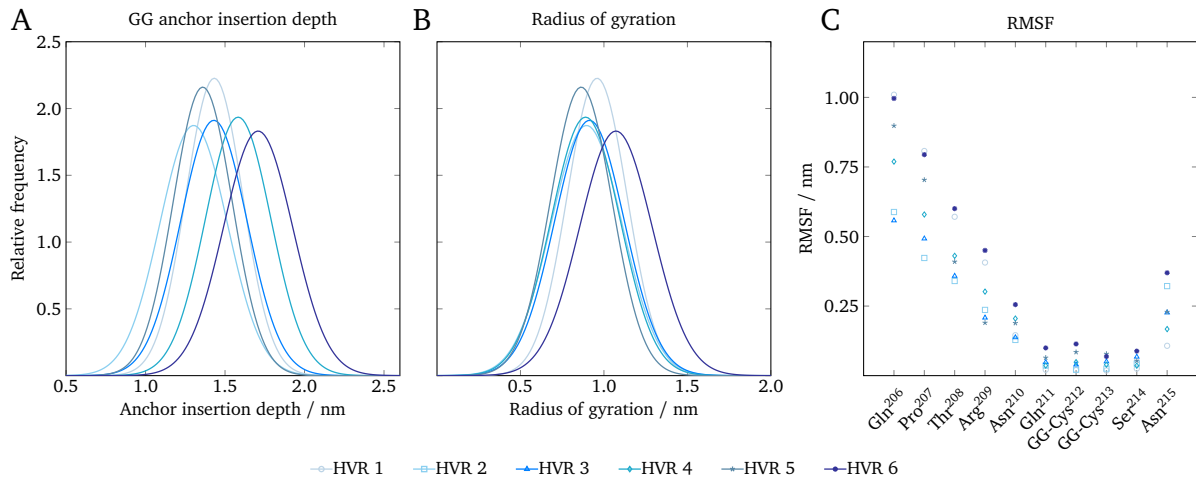 A GG anchor insertion depth
B Radius of gyration
C RMSF
Relative frequency
2.5
2.0
1.5
1.0
0.5
0.5 1.0 1.5 2.0 2.5
Anchor insertion depth / nm
0.5 1.0 1.5 2.0
Radius of gyration / nm
RMSF / nm
1.00
0.75
0.50
0.25
Gln²⁰⁶
Pro²⁰⁷
Thr²⁰⁸
Arg²⁰⁹
Asn²¹⁰
Gln²¹¹
GG-Cys²¹²
GG-Cys²¹³
Ser²¹⁴
Asn²¹⁵
HVR 1 HVR 2 HVR 3 HVR 4 HVR 5 HVR 6